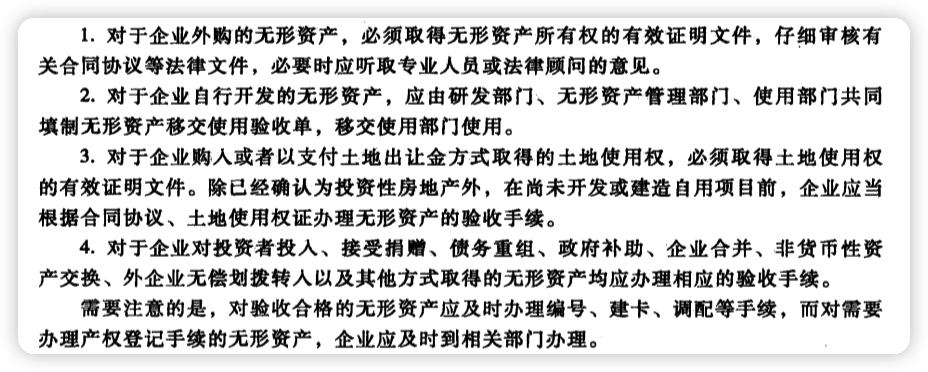 1. 对于企业外购的无形资产，必须取得无形资产所有权的有效证明文件，仔细审核有
关合同协议等法律文件，必要时应听取专业人员或法律顾问的意见。
2. 对于企业自行开发的无形资产，应由研发部门、无形资产管理部门、使用部门共同
填制无形资产移交使用验收单，移交使用部门使用。
3. 对于企业购入或者以支付土地出让金方式取得的土地使用权，必须取得土地使用权
的有效证明文件。除已经确认为投资性房地产外，在尚未开发或建造自用项目前，企业应当
根据合同协议、土地使用权证办理无形资产的验收手续。
4. 对于企业对投资者投入、接受捐赠、债务重组、政府补助、企业合并、非货币性资
产交换、外企业无偿划拨转入以及其他方式取得的无形资产均应办理相应的验收手续。
需要注意的是，对验收合格的无形资产应及时办理编号、建卡、调配等手续，而对需要
办理产权登记手续的无形资产，企业应及时到相关部门办理。